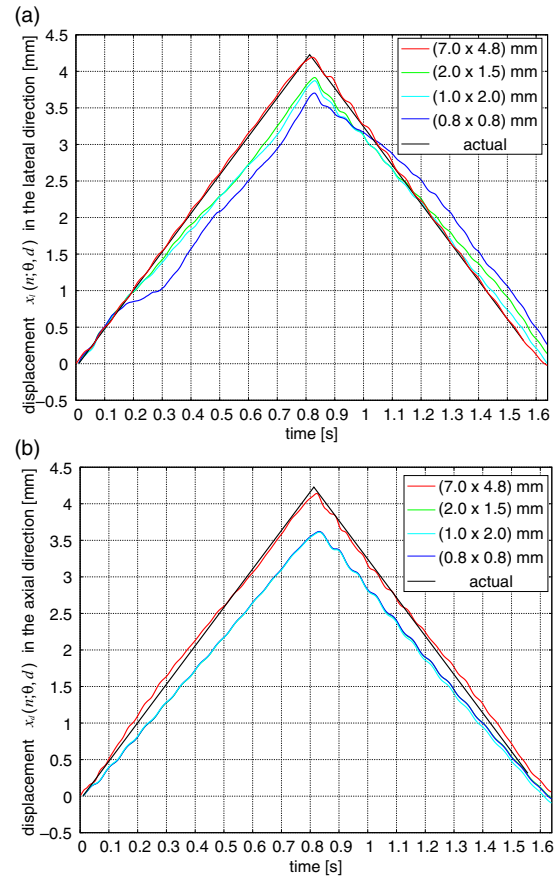 (a)
displacement x_l(n;θ,d) in the lateral direction [mm]
4.5
4
3.5
3
2.5
2
1.5
1
0.5
0
−0.5
(7.0 x 4.8) mm
(2.0 x 1.5) mm
(1.0 x 2.0) mm
(0.8 x 0.8) mm
actual
0 0.1 0.2 0.3 0.4 0.5 0.6 0.7 0.8 0.9 1 1.1 1.2 1.3 1.4 1.5 1.6
time [s]
(b)
displacement x_d(n;θ,d) in the axial direction [mm]
4.5
4
3.5
3
2.5
2
1.5
1
0.5
0
−0.5
(7.0 x 4.8) mm
(2.0 x 1.5) mm
(1.0 x 2.0) mm
(0.8 x 0.8) mm
actual
0 0.1 0.2 0.3 0.4 0.5 0.6 0.7 0.8 0.9 1 1.1 1.2 1.3 1.4 1.5 1.6
time [s]